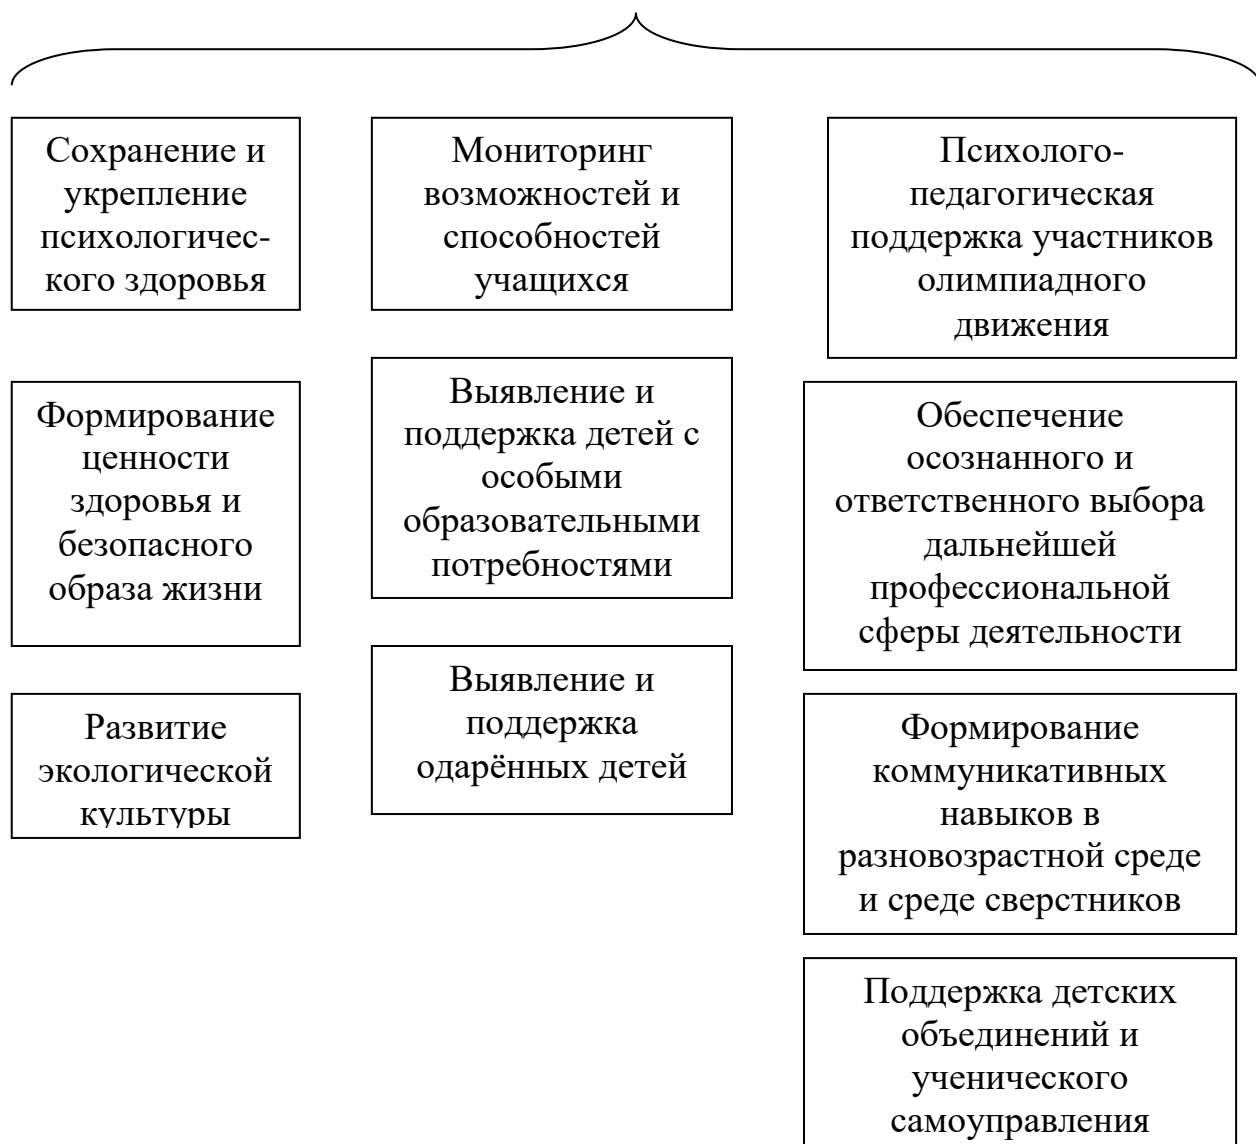 Сохранение и
укрепление
психологичес-
кого здоровья
Мониторинг
возможностей и
способностей
учащихся
Психолого-
педагогическая
поддержка участников
олимпиадного
движения
Формирование
ценности
здоровья и
безопасного
образа жизни
Выявление и
поддержка детей с
особыми
образовательными
потребностями
Обеспечение
осознанного и
ответственного выбора
дальнейшей
профессиональной
сферы деятельности
Развитие
экологической
культуры
Выявление и
поддержка
одарённых детей
Формирование
коммуникативных
навыков в
разновозрастной среде
и среде сверстников
Поддержка детских
объединений и
ученического
самоуправления